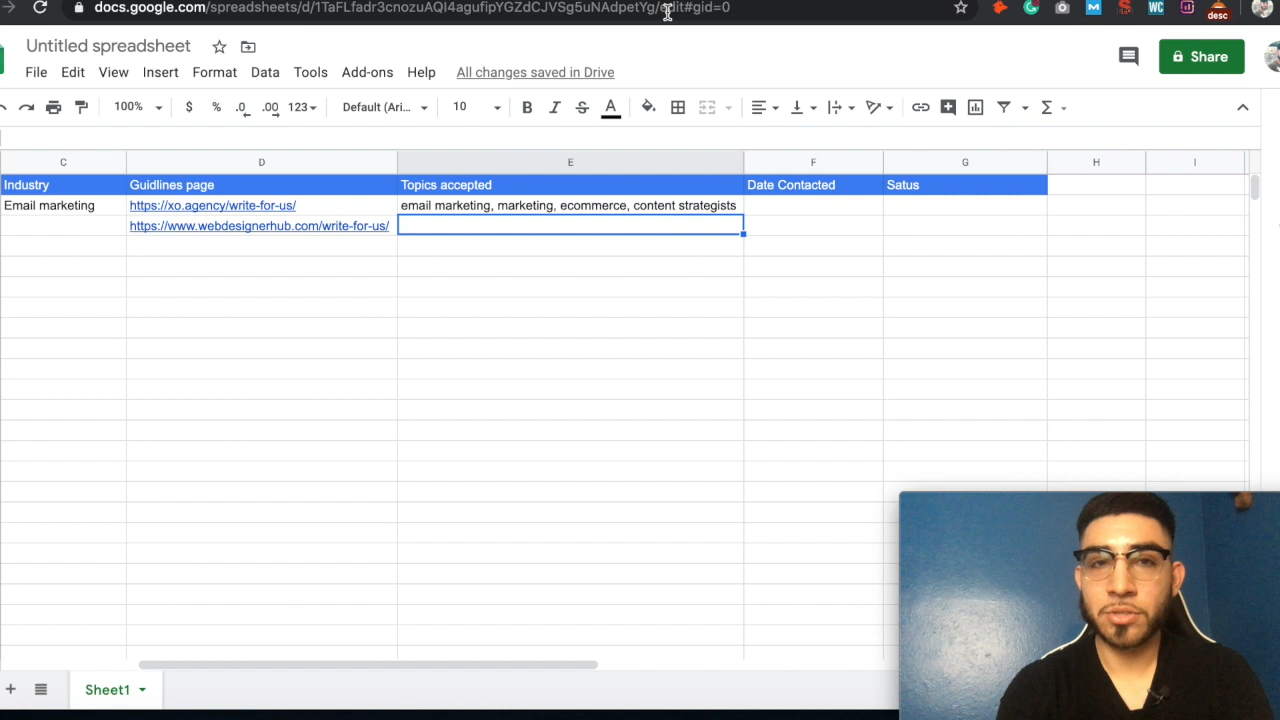 docs.google.com/spreadsheets/d/1TaFLfadr3cnozuAQI4agufipYGZdCJVSg5uNAdpetYg/edit#gid=0
M WC desc
Untitled spreadsheet
File Edit View Insert Format Data Tools Add-ons Help All changes saved in Drive
Share
100% $ % .0 .00 123 Default (Ari... 10 B I S A Σ
C D E F G H I
Industry Guidlines page Topics accepted Date Contacted Satus
Email marketing https://xo.agency/write-for-us/ email marketing, marketing, ecommerce, content strategists
https://www.webdesignerhub.com/write-for-us/
Sheet1